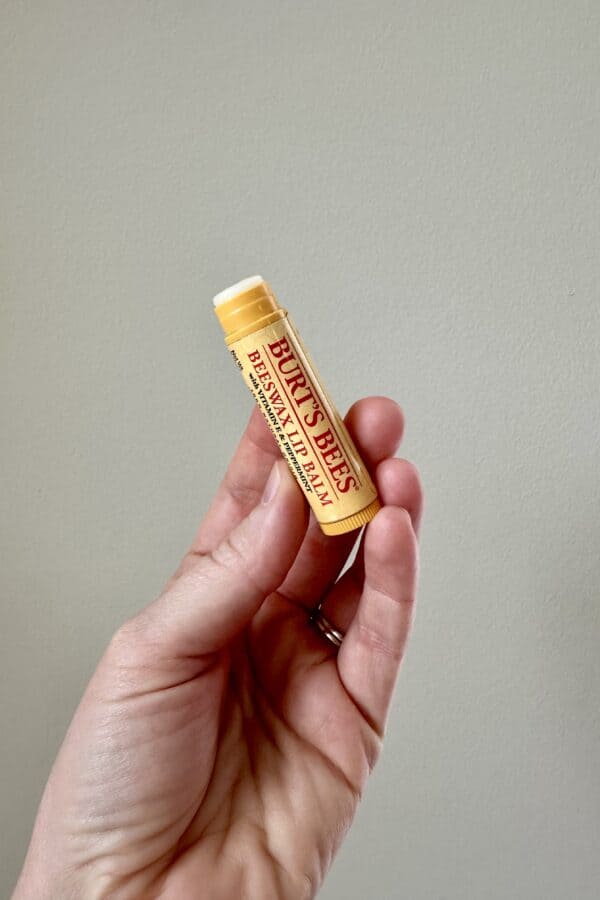 BURT'S BEES®
BEESWAX LIP BALM
with VITAMIN E & PEPPERMINT